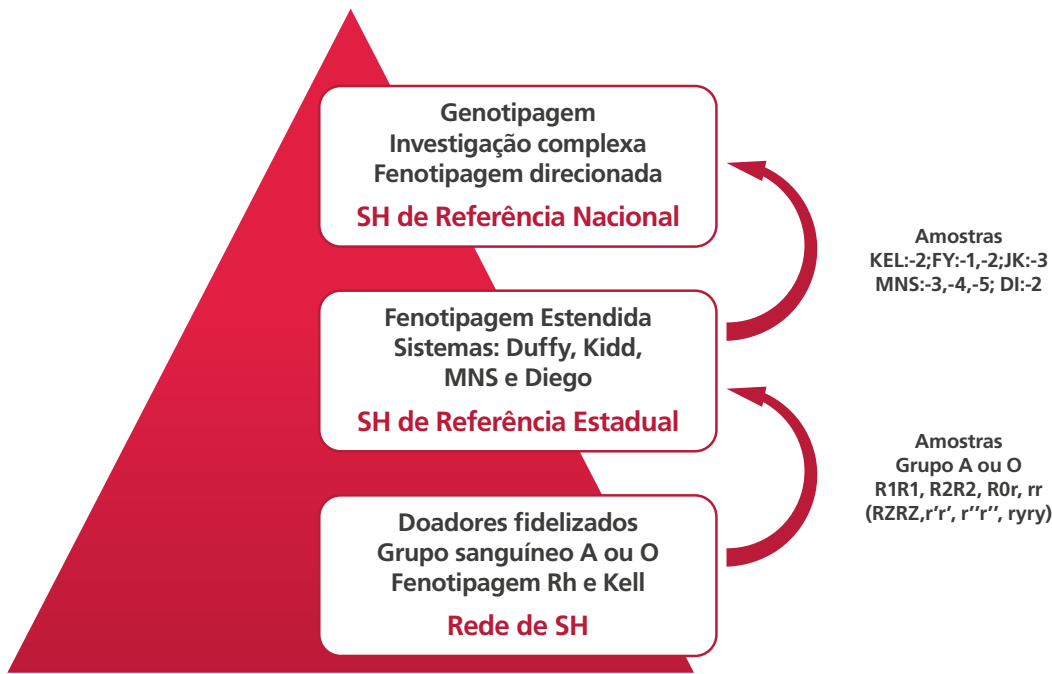 Genotipagem
Investigação complexa
Fenotipagem direcionada
SH de Referência Nacional
Amostras
KEL:-2;FY:-1,-2;JK:-3
MNS:-3,-4,-5; DI:-2
Fenotipagem Estendida
Sistemas: Duffy, Kidd,
MNS e Diego
SH de Referência Estadual
Amostras
Grupo A ou O
R1R1, R2R2, R0r, rr
(RZRZ,r’r’, r’’r’’, ryry)
Doadores fidelizados
Grupo sanguíneo A ou O
Fenotipagem Rh e Kell
Rede de SH